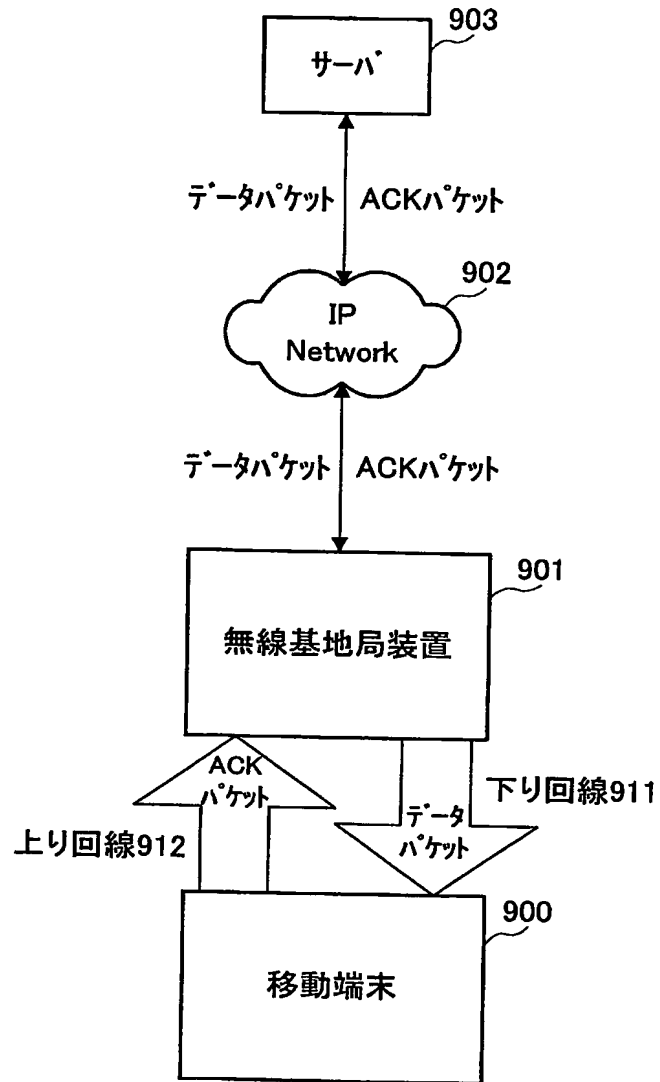 903
サーバ
データパケット ACKパケット
902
IP
Network
データパケット ACKパケット
901
無線基地局装置
ACK
パケット
下り回線911
データ
パケット
上り回線912
900
移動端末